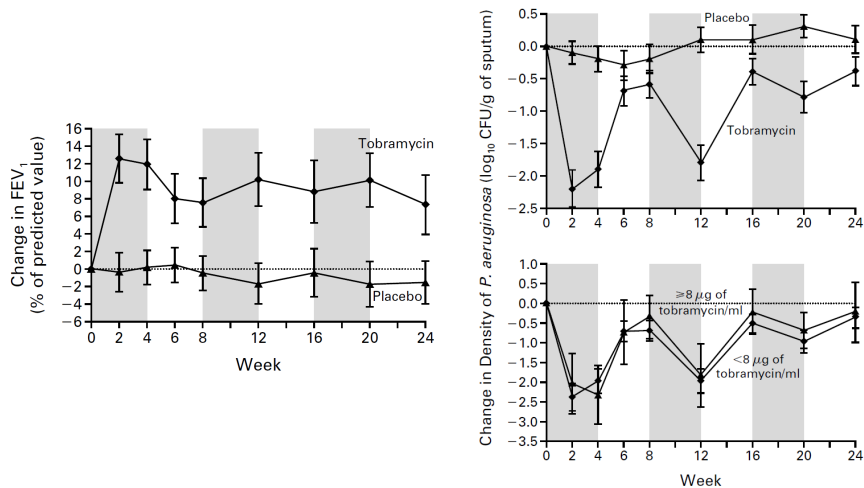 Change in FEV1
(% of predicted value)
16
14
12
10
8
6
4
2
0
−2
−4
−6
Tobramycin
Placebo
0 2 4 6 8 12 16 20 24
Week
Change in Density of P. aeruginosa (log10 CFU/g of sputum)
0.5
0.0
−0.5
−1.0
−1.5
−2.0
−2.5
Placebo
Tobramycin
0 2 4 6 8 12 16 20 24
1.0
0.5
0.0
−0.5
−1.0
−1.5
−2.0
−2.5
−3.0
−3.5
⩾8 μg of
tobramycin/ml
<8 μg of
tobramycin/ml
0 2 4 6 8 12 16 20 24
Week